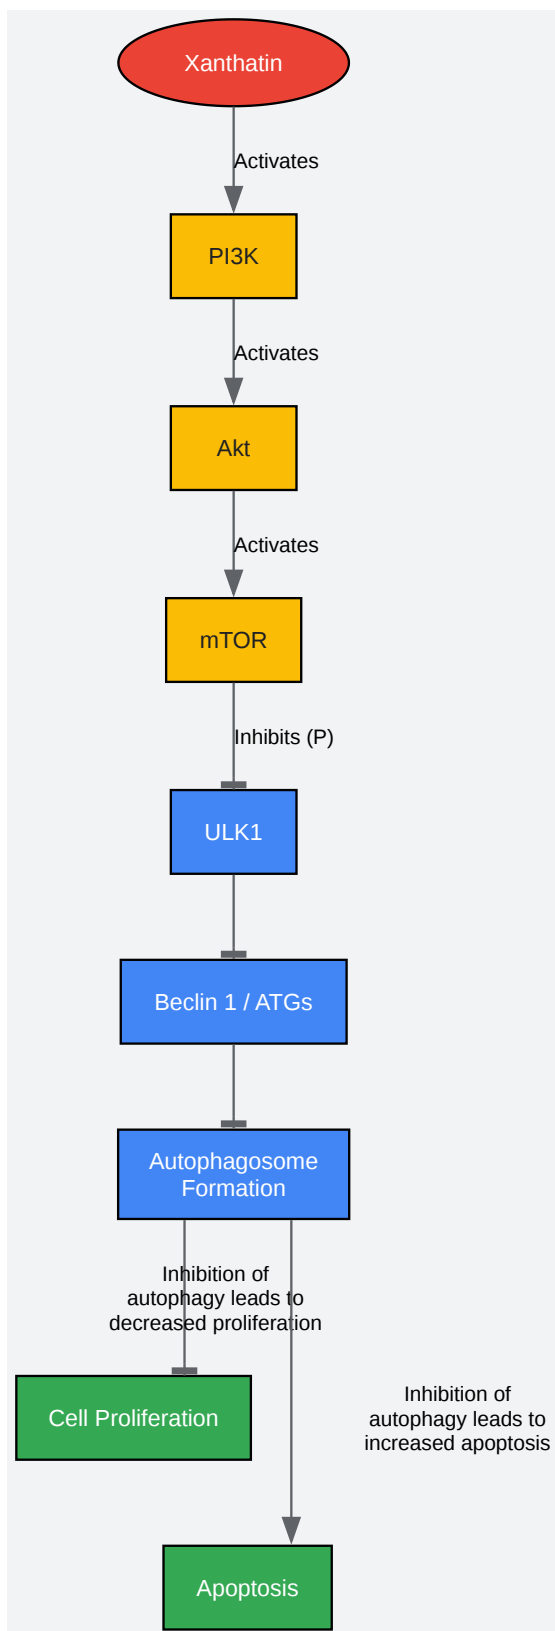 Xanthatin
Activates
PI3K
Activates
Akt
Activates
mTOR
Inhibits (P)
ULK1
Beclin 1 / ATGs
Autophagosome
Formation
Inhibition of
autophagy leads to
decreased proliferation
Inhibition of
autophagy leads to
increased apoptosis
Cell Proliferation
Apoptosis